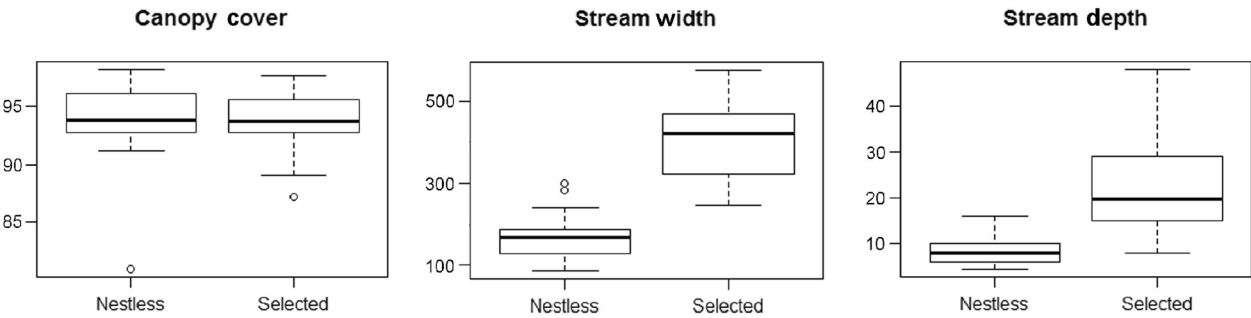 Canopy cover
95
90
85
Nestless Selected
Stream width
500
300
100
Nestless Selected
Stream depth
40
30
20
10
Nestless Selected